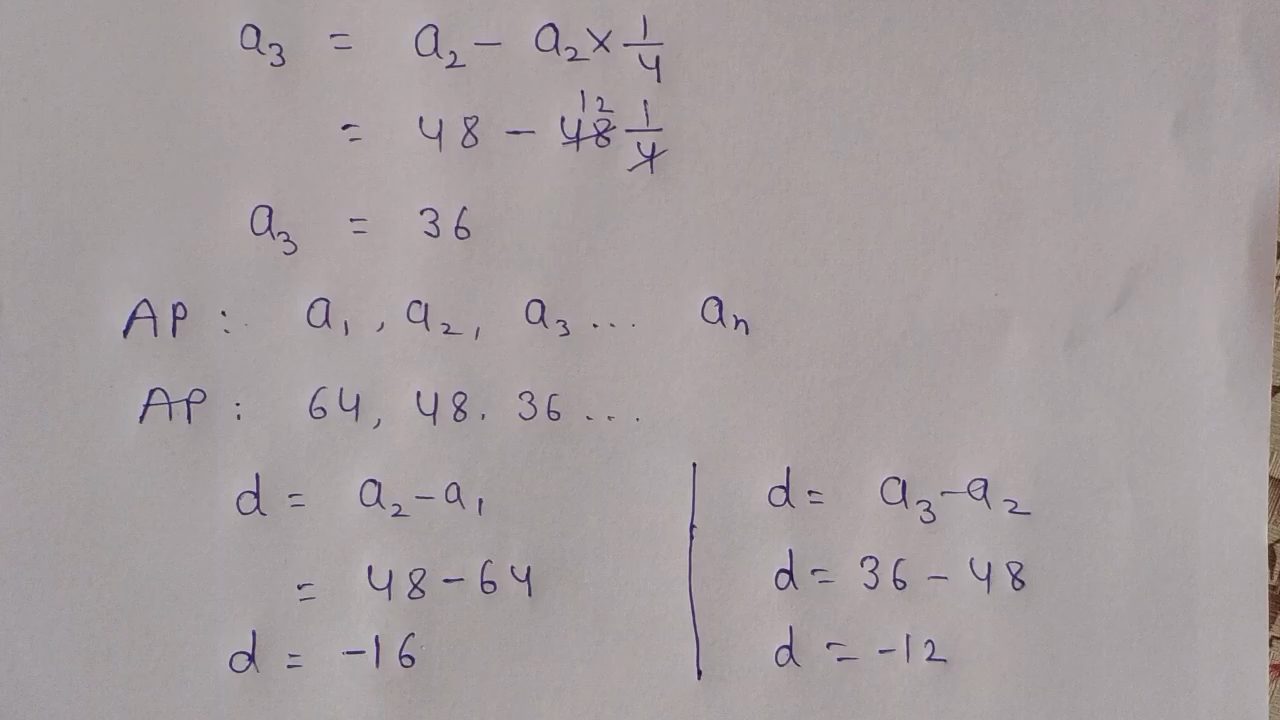 a₃ = a₂ - a₂ × 1/4
= 48 - 48 12 1/4
a₃ = 36
AP : a₁, a₂, a₃... aₙ
AP : 64, 48. 36...
d = a₂ - a₁
= 48 - 64
d = -16
d = a₃ - a₂
d = 36 - 48
d = -12